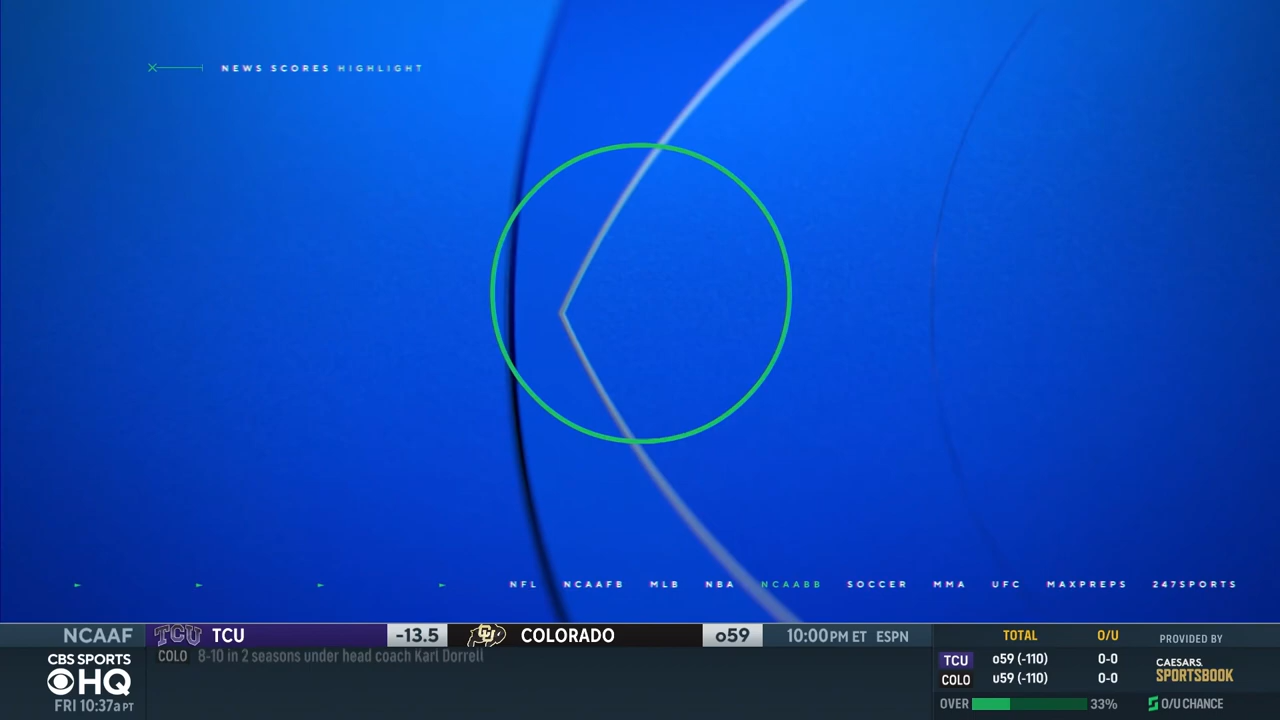 NEWS SCORES HIGHLIGHT
NFL NCAAFB MLB NBA NCAABB SOCCER MMA UFC MAXPREPS 247SPORTS
NCAAF TCU TCU -13.5 CU COLORADO o59 10:00PM ET ESPN
COLO 8-10 in 2 seasons under head coach Karl Dorrell
CBS SPORTS
HQ
FRI 10:37a PT
TOTAL O/U
TCU o59 (-110) 0-0
COLO u59 (-110) 0-0
OVER 33%
PROVIDED BY
CAESARS
SPORTSBOOK
O/U CHANCE